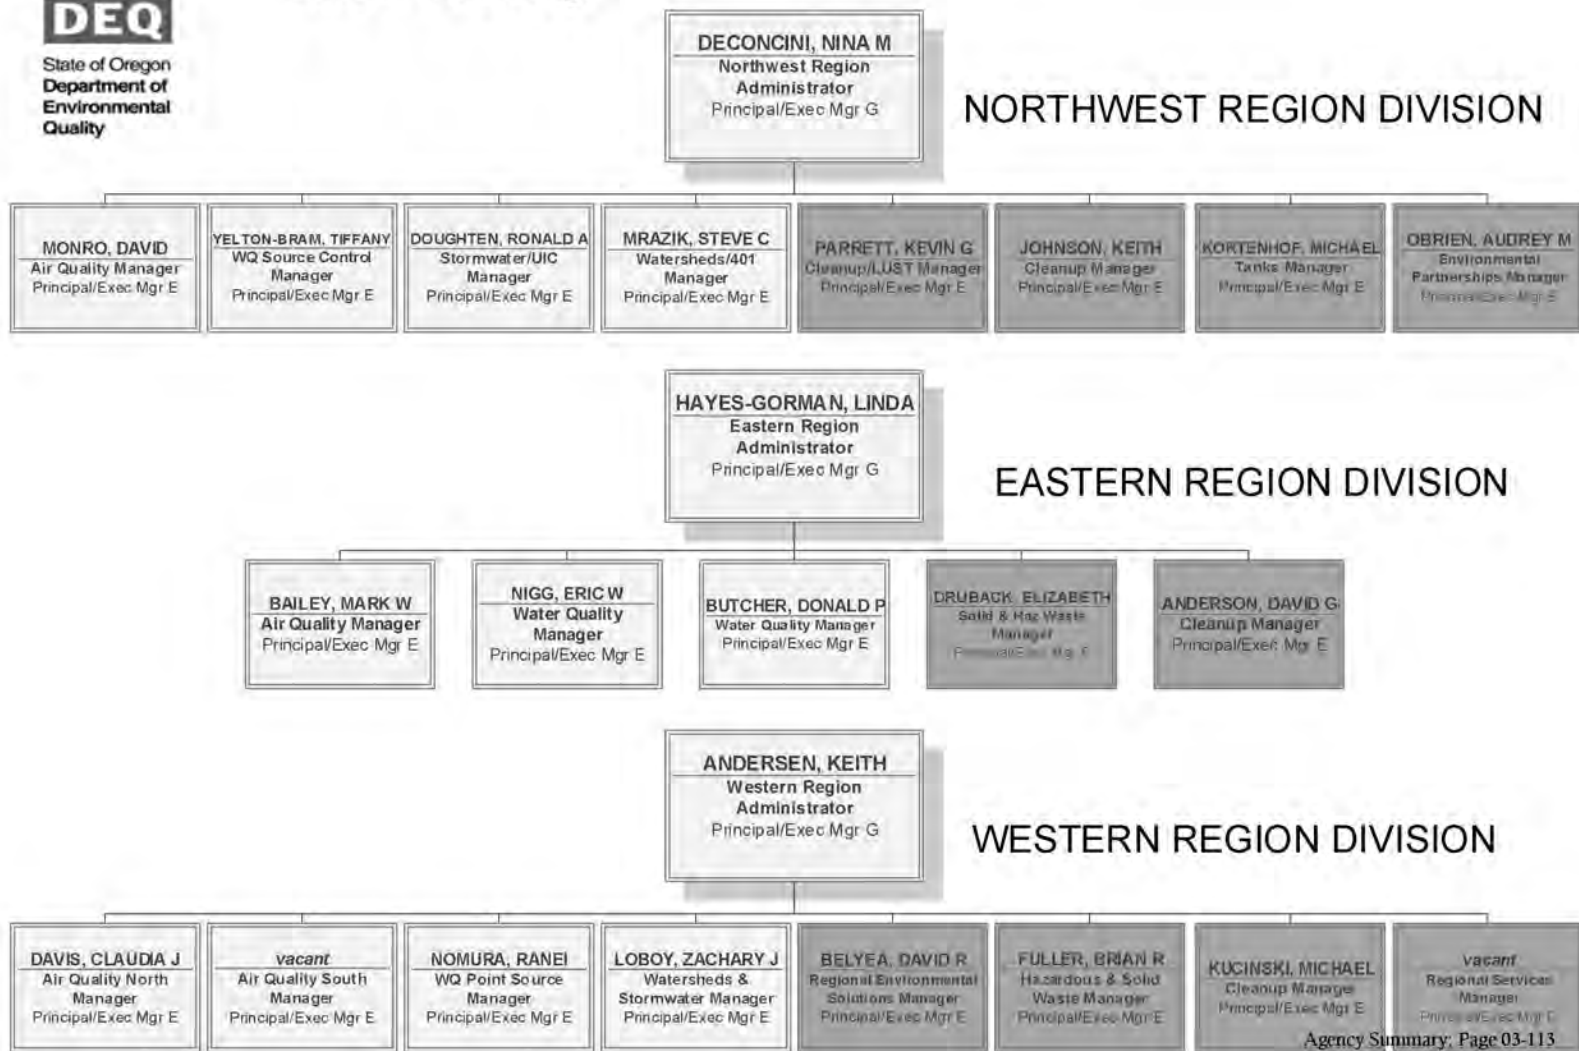 DEQ
State of Oregon
Department of
Environmental
Quality
DECONCINI, NINA M
Northwest Region
Administrator
Principal/Exec Mgr G
NORTHWEST REGION DIVISION
MONRO, DAVID
Air Quality Manager
Principal/Exec Mgr E
YELTON-BRAM, TIFFANY
WQ Source Control
Manager
Principal/Exec Mgr E
DOUGHTEN, RONALD A
Stormwater/UIC
Manager
Principal/Exec Mgr E
MRAZIK, STEVE C
Watersheds/401
Manager
Principal/Exec Mgr E
PARRETT, KEVIN G
Cleanup/LUST Manager
Principal/Exec Mgr E
JOHNSON, KEITH
Cleanup Manager
Principal/Exec Mgr E
KORTENHOF, MICHAEL
Tanks Manager
Principal/Exec Mgr E
OBRIEN, AUDREY M
Environmental
Partnerships Manager
Principal/Exec Mgr E
HAYES-GORMAN, LINDA
Eastern Region
Administrator
Principal/Exec Mgr G
EASTERN REGION DIVISION
BAILEY, MARK W
Air Quality Manager
Principal/Exec Mgr E
NIGG, ERIC W
Water Quality
Manager
Principal/Exec Mgr E
BUTCHER, DONALD P
Water Quality Manager
Principal/Exec Mgr E
DRUBACK, ELIZABETH
Solid & Haz Waste
Manager
Principal/Exec Mgr E
ANDERSON, DAVID G
Cleanup Manager
Principal/Exec Mgr E
ANDERSEN, KEITH
Western Region
Administrator
Principal/Exec Mgr G
WESTERN REGION DIVISION
DAVIS, CLAUDIA J
Air Quality North
Manager
Principal/Exec Mgr E
vacant
Air Quality South
Manager
Principal/Exec Mgr E
NOMURA, RANEI
WQ Point Source
Manager
Principal/Exec Mgr E
LOBOY, ZACHARY J
Watersheds &
Stormwater Manager
Principal/Exec Mgr E
BELYEA, DAVID R
Regional Environmental
Solutions Manager
Principal/Exec Mgr E
FULLER, BRIAN R
Hazardous & Solid
Waste Manager
Principal/Exec Mgr E
KUCINSKI, MICHAEL
Cleanup Manager
Principal/Exec Mgr E
vacant
Regional Services
Manager
Principal/Exec Mgr E
Agency Summary: Page 03-113